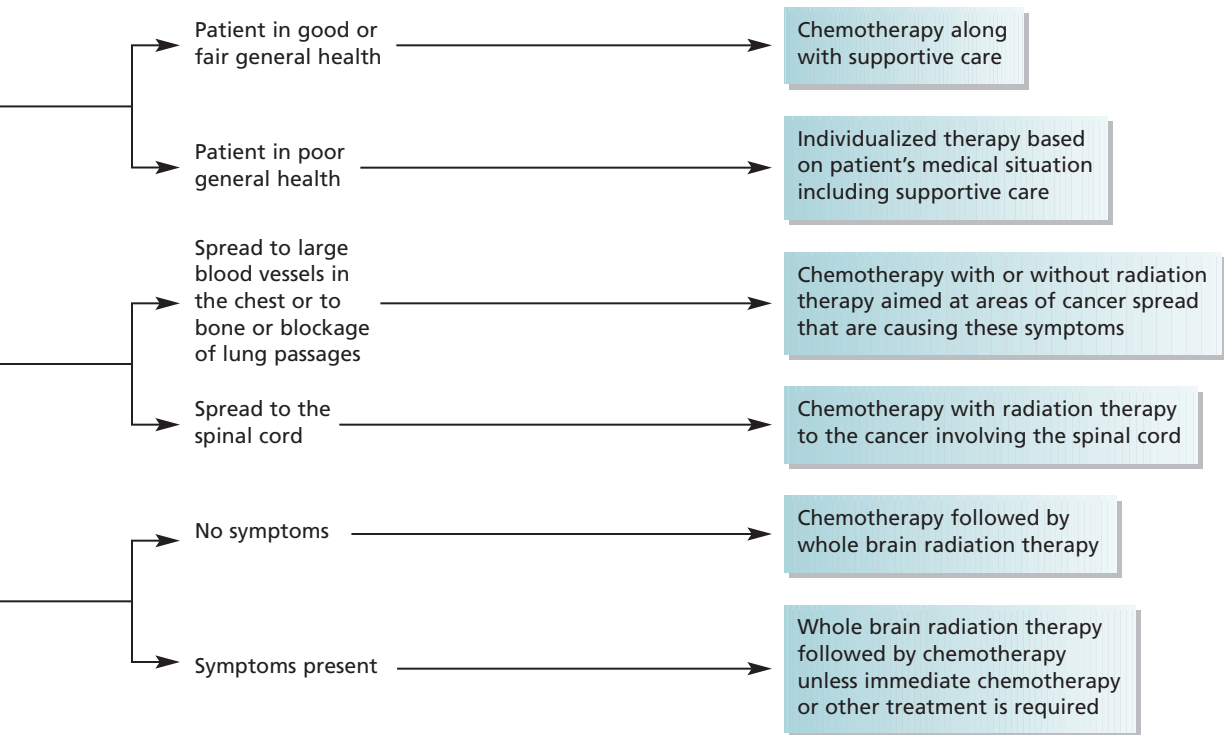 Patient in good or
fair general health
Chemotherapy along
with supportive care
Patient in poor
general health
Individualized therapy based
on patient’s medical situation
including supportive care
Spread to large
blood vessels in
the chest or to
bone or blockage
of lung passages
Chemotherapy with or without radiation
therapy aimed at areas of cancer spread
that are causing these symptoms
Spread to the
spinal cord
Chemotherapy with radiation therapy
to the cancer involving the spinal cord
No symptoms
Chemotherapy followed by
whole brain radiation therapy
Symptoms present
Whole brain radiation therapy
followed by chemotherapy
unless immediate chemotherapy
or other treatment is required